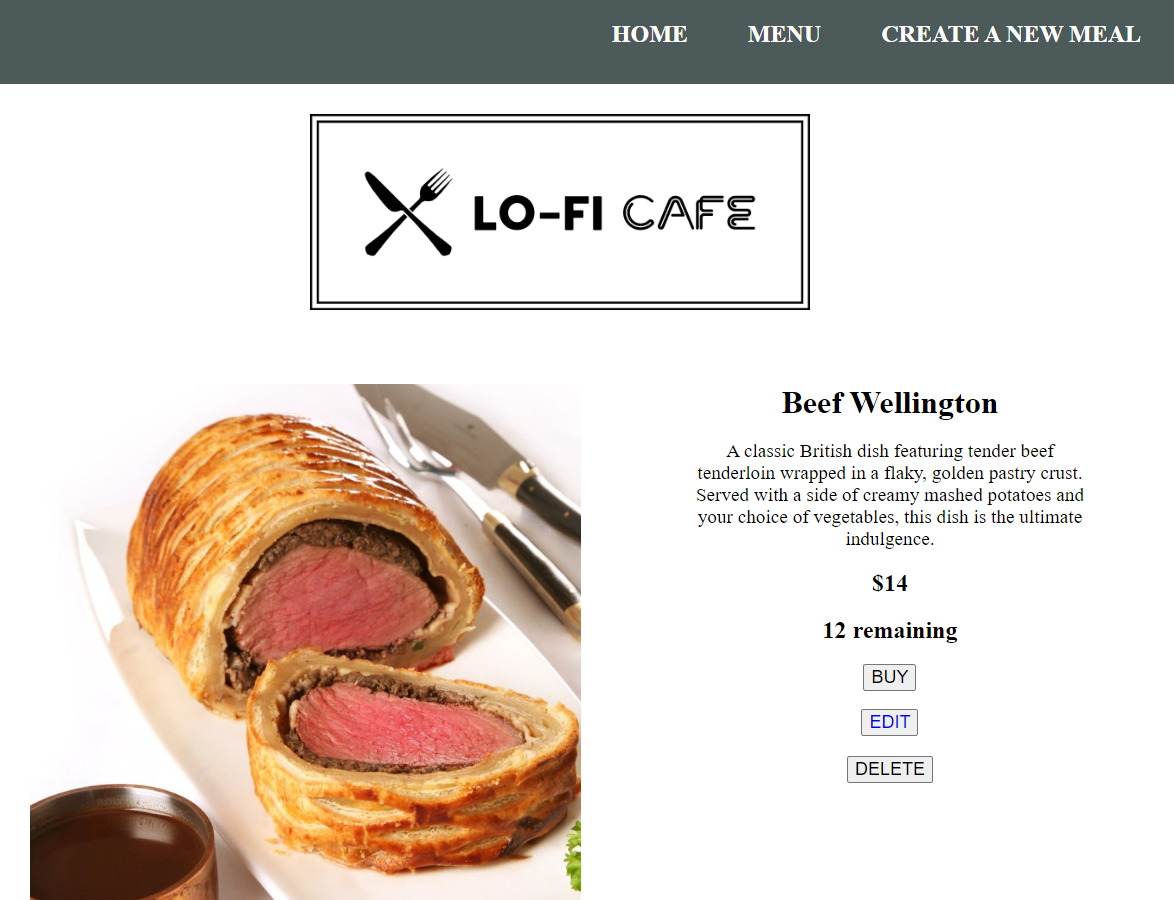 HOME MENU CREATE A NEW MEAL
LO-FI CAFE
Beef Wellington
A classic British dish featuring tender beef
tenderloin wrapped in a flaky, golden pastry crust.
Served with a side of creamy mashed potatoes and
your choice of vegetables, this dish is the ultimate
indulgence.
$14
12 remaining
BUY
EDIT
DELETE